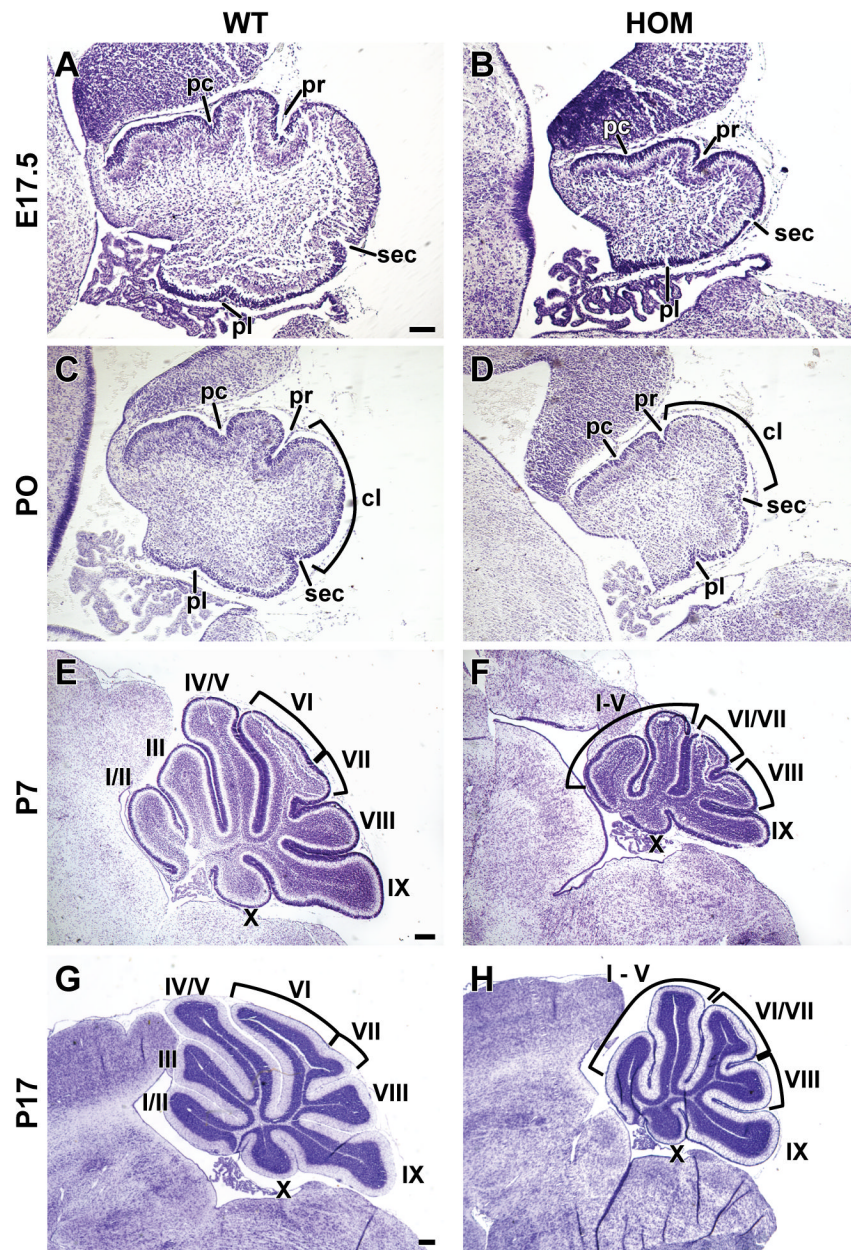 WT HOM
E17.5
A
pc pr
sec
pl
B
pc pr
sec
pl
PO
C
pc pr
cl
sec
pl
D
pr
pc
cl
sec
pl
P7
E
IV/V VI
III
VII
I/II
VIII
IX
X
F
I-V
VI/VII
VIII
IX
X
P17
G
IV/V VI
VII
III
VIII
I/II
IX
X
H
I - V
VI/VII
VIII
IX
X